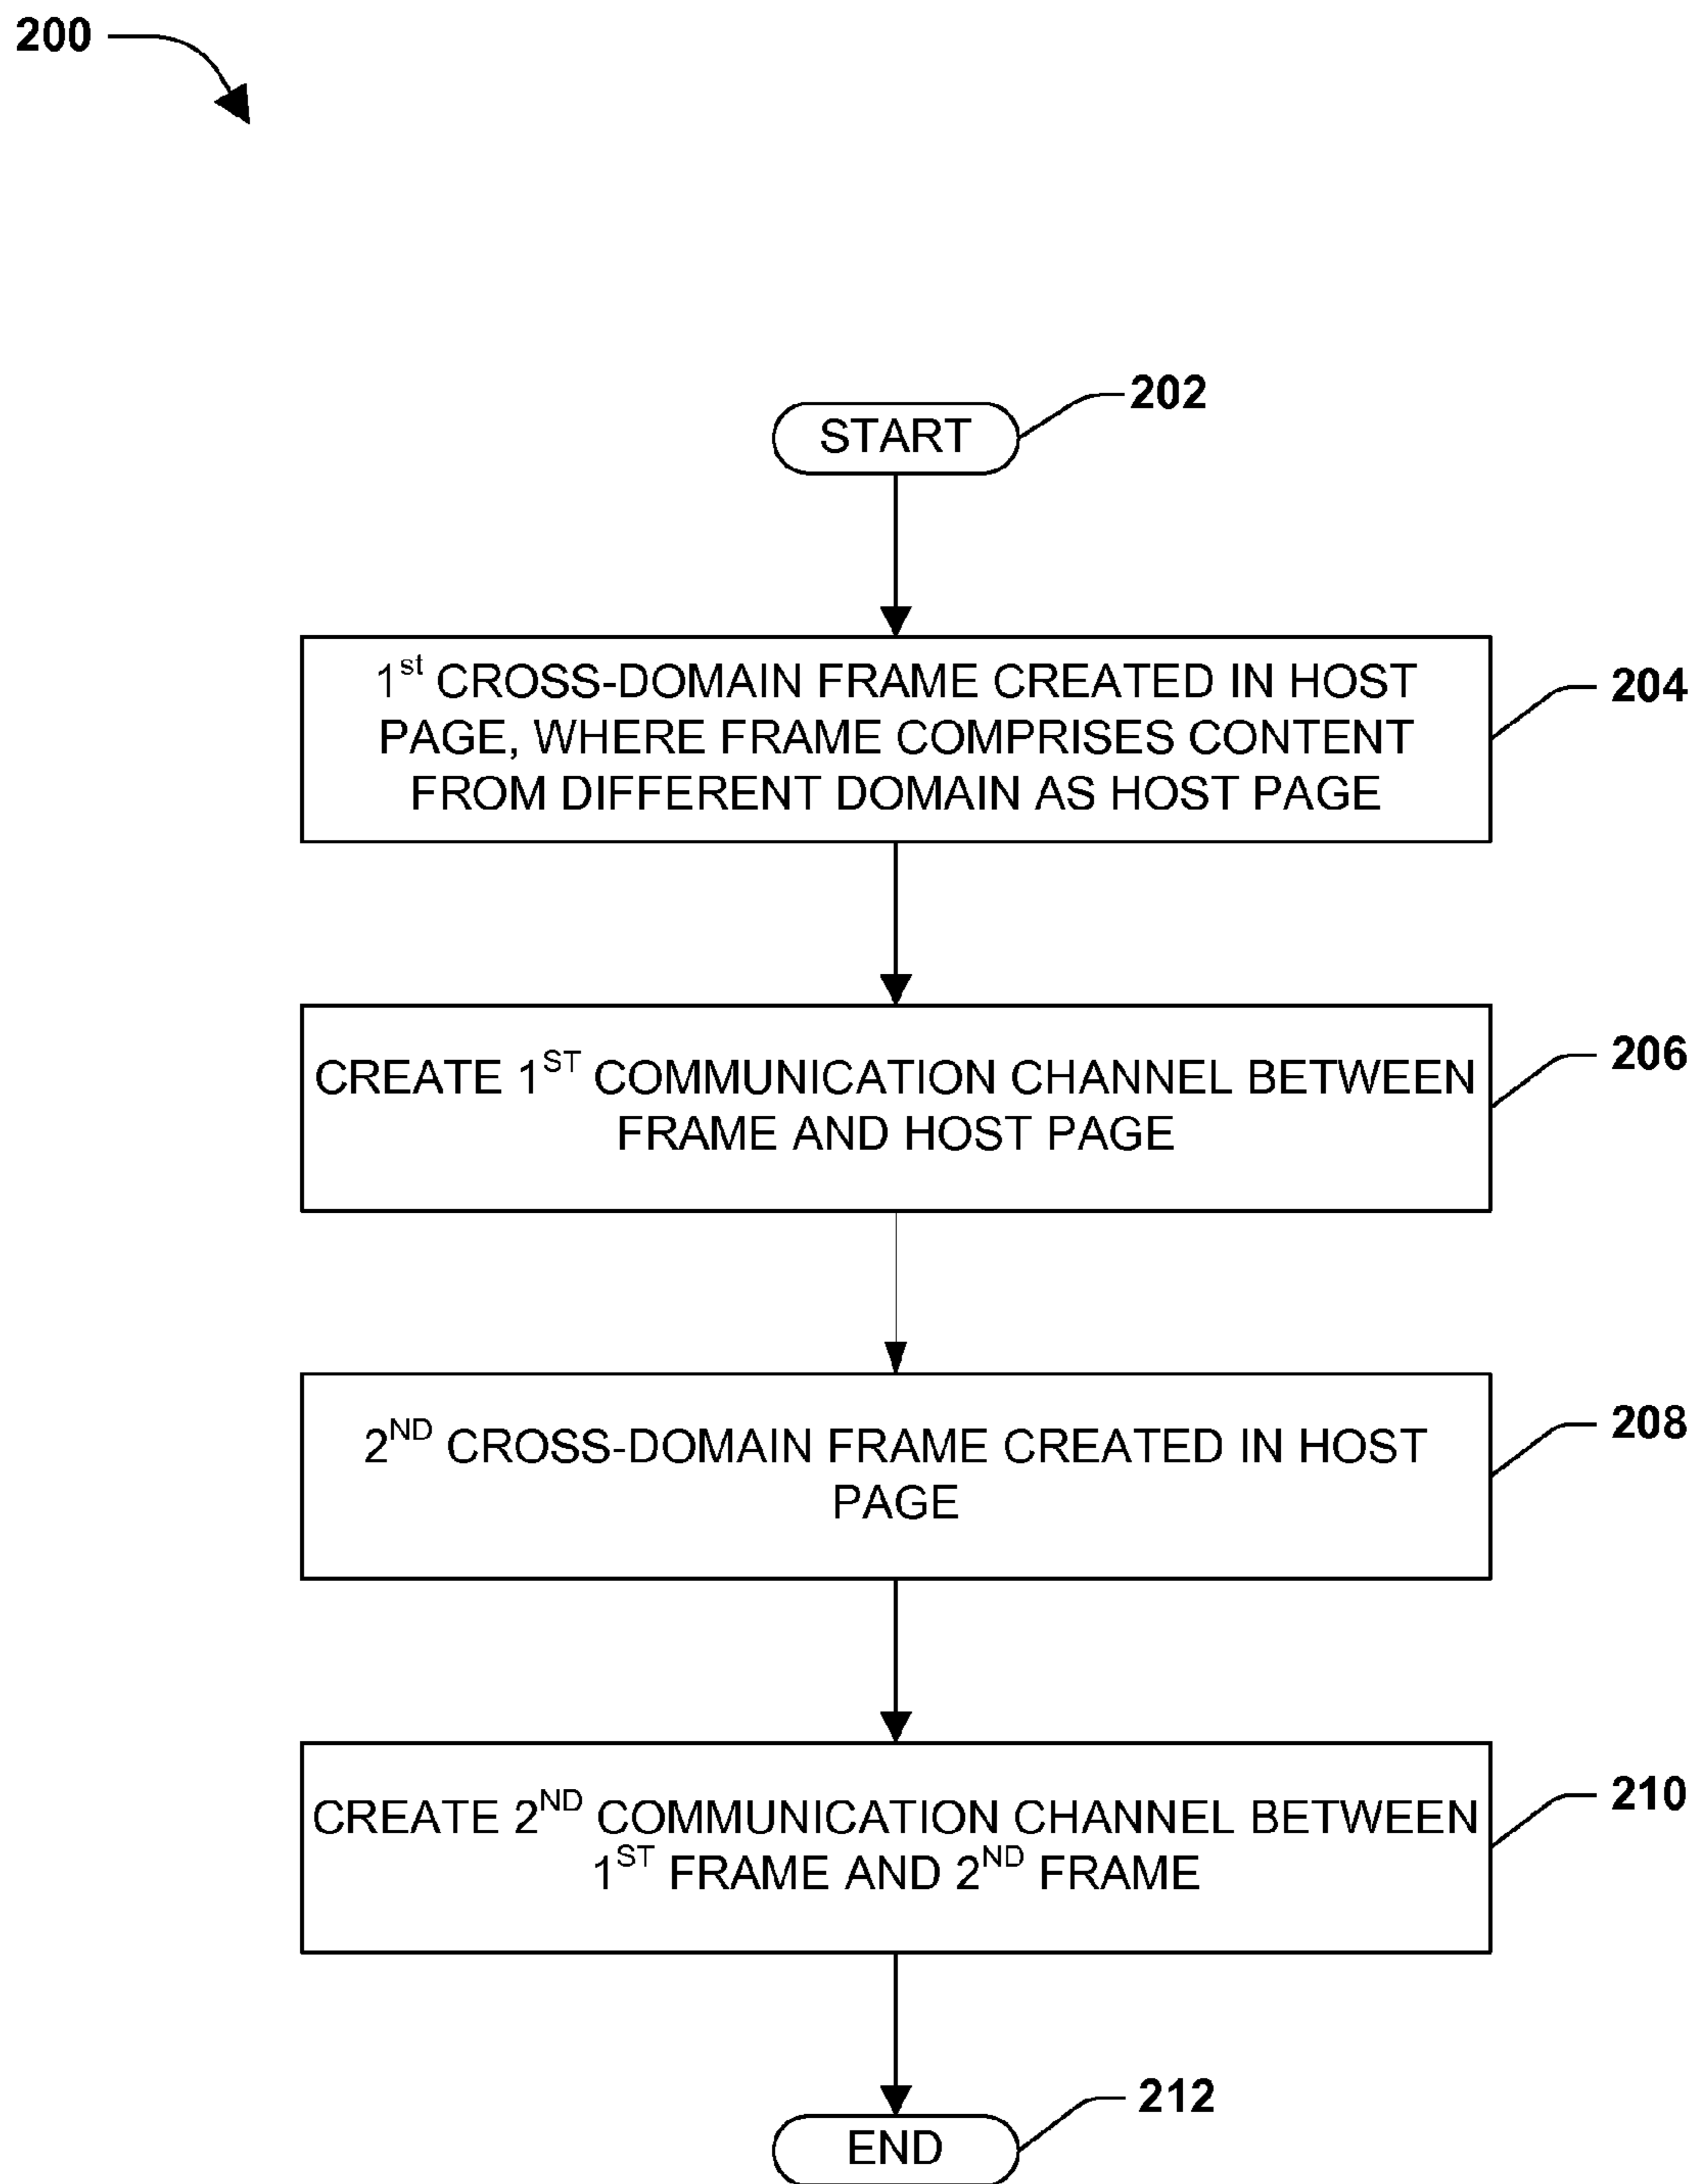 200
START
202
1st CROSS-DOMAIN FRAME CREATED IN HOST
PAGE, WHERE FRAME COMPRISES CONTENT
FROM DIFFERENT DOMAIN AS HOST PAGE
204
CREATE 1ST COMMUNICATION CHANNEL BETWEEN
FRAME AND HOST PAGE
206
2ND CROSS-DOMAIN FRAME CREATED IN HOST
PAGE
208
CREATE 2ND COMMUNICATION CHANNEL BETWEEN
1ST FRAME AND 2ND FRAME
210
END
212